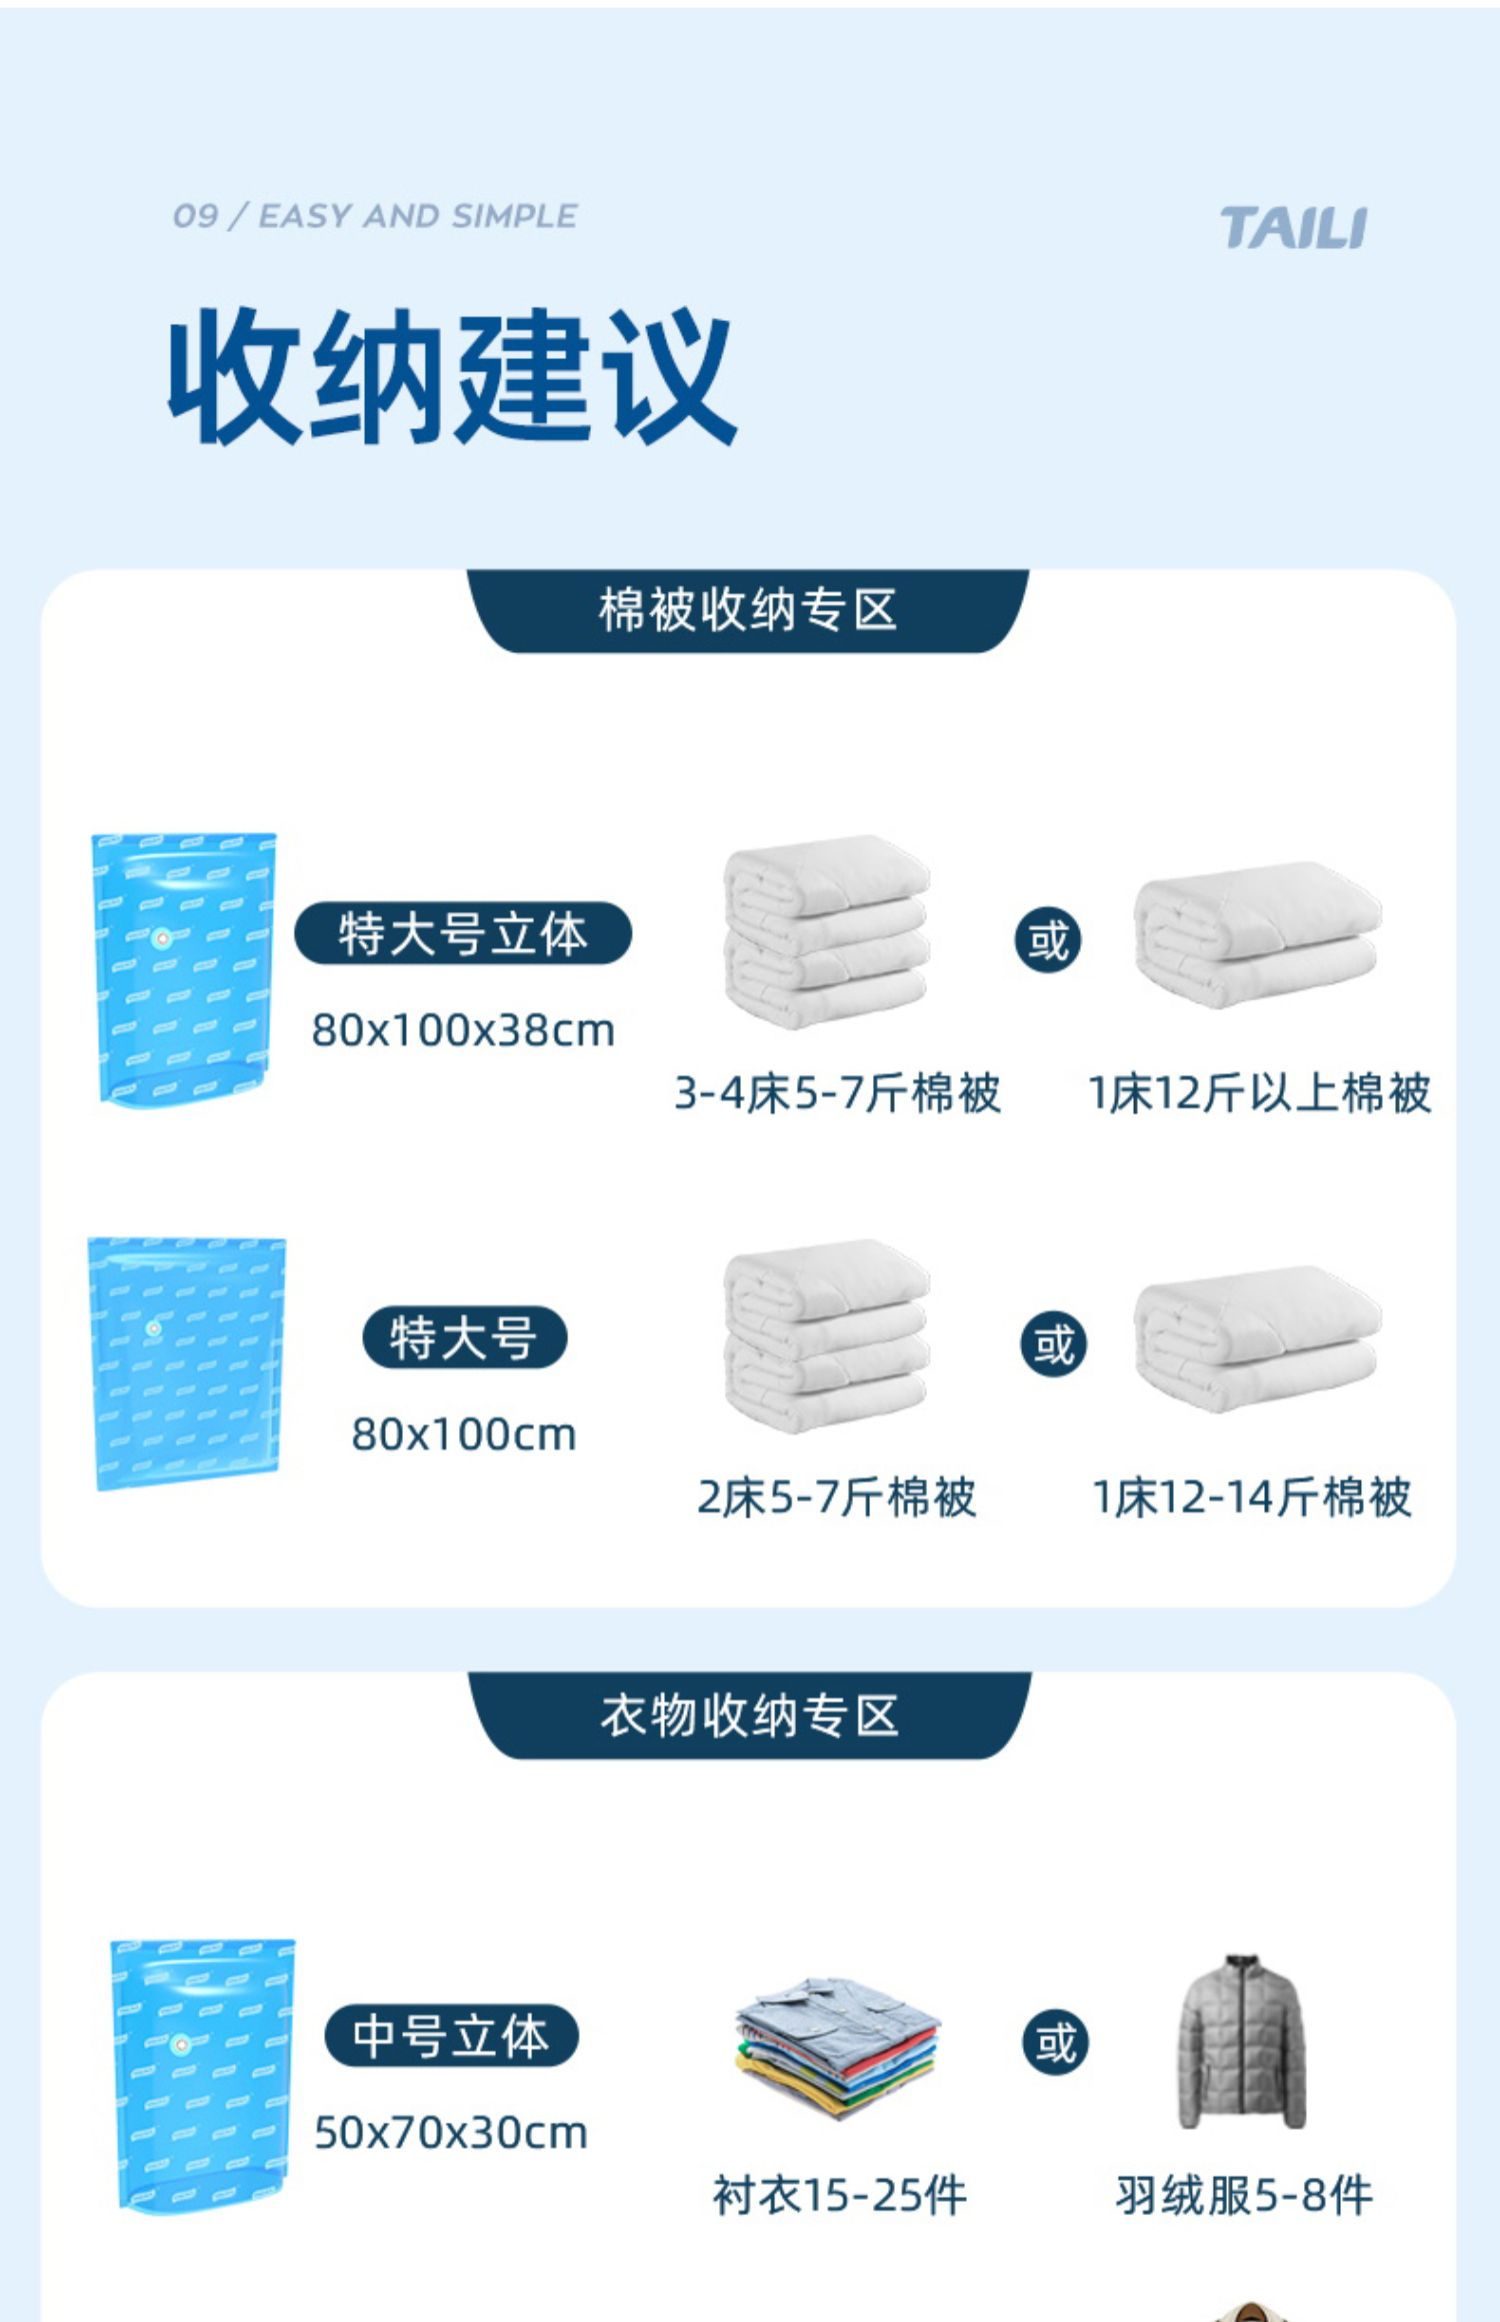 09 / EASY AND SIMPLE
TAILI
收纳建议
棉被收纳专区
特大号立体
80x100x38cm
3-4床5-7斤棉被
或
1床12斤以上棉被
特大号
80x100cm
2床5-7斤棉被
或
1床12-14斤棉被
衣物收纳专区
中号立体
50x70x30cm
衬衣15-25件
或
羽绒服5-8件